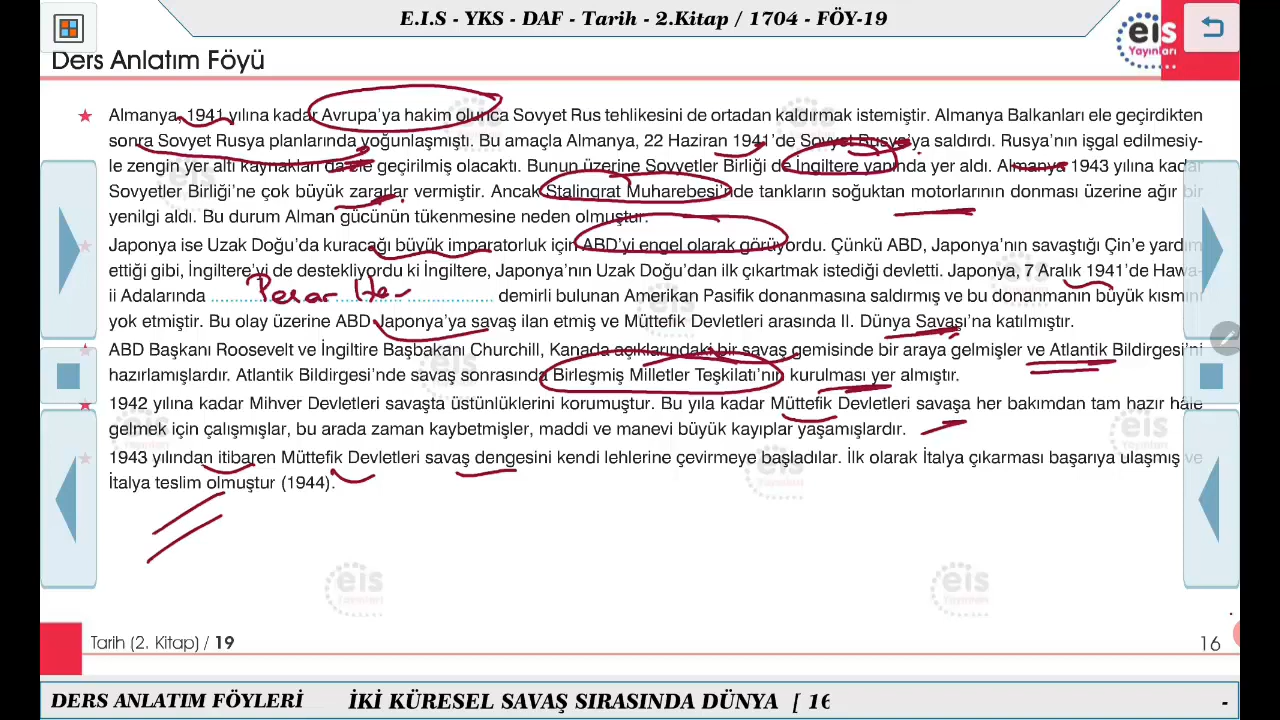 E.I.S - YKS - DAF - Tarih - 2.Kitap / 1704 - FÖY-19
eis
Yayınları
Ders Anlatım Föyü
Almanya, 1941 yılına kadar Avrupa'ya hakim olunca Sovyet Rus tehlikesini de ortadan kaldırmak istemiştir. Almanya Balkanları ele geçirdikten
sonra Sovyet Rusya planlarında yoğunlaşmıştı. Bu amaçla Almanya, 22 Haziran 1941'de Sovyet Rusya'ya saldırdı. Rusya'nın işgal edilmesiy-
le zengin yer altı kaynakları da ele geçirilmiş olacaktı. Bunun üzerine Sovyetler Birliği de İngiltere yanında yer aldı. Almanya 1943 yılına kadar
Sovyetler Birliği'ne çok büyük zararlar vermiştir. Ancak Stalingrat Muharebesi'nde tankların soğuktan motorlarının donması üzerine ağır bir
yenilgi aldı. Bu durum Alman gücünün tükenmesine neden olmuştur.
Japonya ise Uzak Doğu'da kuracağı büyük imparatorluk için ABD'yi engel olarak görüyordu. Çünkü ABD, Japonya'nın savaştığı Çin'e yardım
ettiği gibi, İngiltere'yi de destekliyordu ki İngiltere, Japonya'nın Uzak Doğu'dan ilk çıkartmak istediği devletti. Japonya, 7 Aralık 1941'de Hawa-
ii Adalarında ........ demirli bulunan Amerikan Pasifik donanmasına saldırmış ve bu donanmanın büyük kısmını
yok etmiştir. Bu olay üzerine ABD Japonya'ya savaş ilan etmiş ve Müttefik Devletleri arasında II. Dünya Savaşı'na katılmıştır.
ABD Başkanı Roosevelt ve İngiltire Başbakanı Churchill, Kanada açıklarındaki bir savaş gemisinde bir araya gelmişler ve Atlantik Bildirgesi'ni
hazırlamışlardır. Atlantik Bildirgesi'nde savaş sonrasında Birleşmiş Milletler Teşkilatı'nın kurulması yer almıştır.
1942 yılına kadar Mihver Devletleri savaşta üstünlüklerini korumuştur. Bu yıla kadar Müttefik Devletleri savaşa her bakımdan tam hazır hâle
gelmek için çalışmışlar, bu arada zaman kaybetmişler, maddi ve manevi büyük kayıplar yaşamışlardır.
1943 yılından itibaren Müttefik Devletleri savaş dengesini kendi lehlerine çevirmeye başladılar. İlk olarak İtalya çıkarması başarıya ulaşmış ve
İtalya teslim olmuştur (1944).
Tarih (2. Kitap) / 19
16
DERS ANLATIM FÖYLERİ İKİ KÜRESEL SAVAŞ SIRASINDA DÜNYA [ 16 -